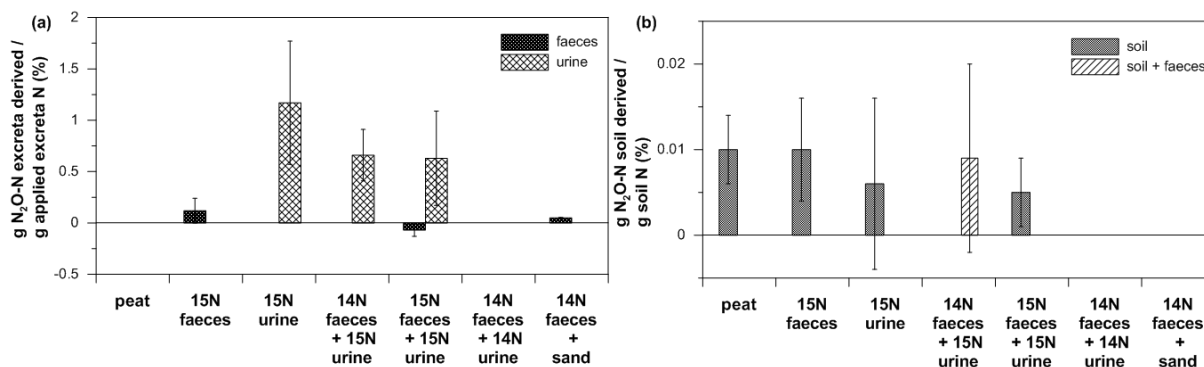 (a)
g N₂O-N excreta derived /
g applied excreta N (%)
2
1.5
1
0.5
0
-0.5
faeces
urine
peat
15N
faeces
15N
urine
14N
faeces
+ 15N
urine
15N
faeces
+ 15N
urine
14N
faeces
+ 14N
urine
14N
faeces
+
sand
(b)
g N₂O-N soil derived /
g soil N (%)
0.02
0.01
0
soil
soil + faeces
peat
15N
faeces
15N
urine
14N
faeces
+ 15N
urine
15N
faeces
+ 15N
urine
14N
faeces
+ 14N
urine
14N
faeces
+
sand